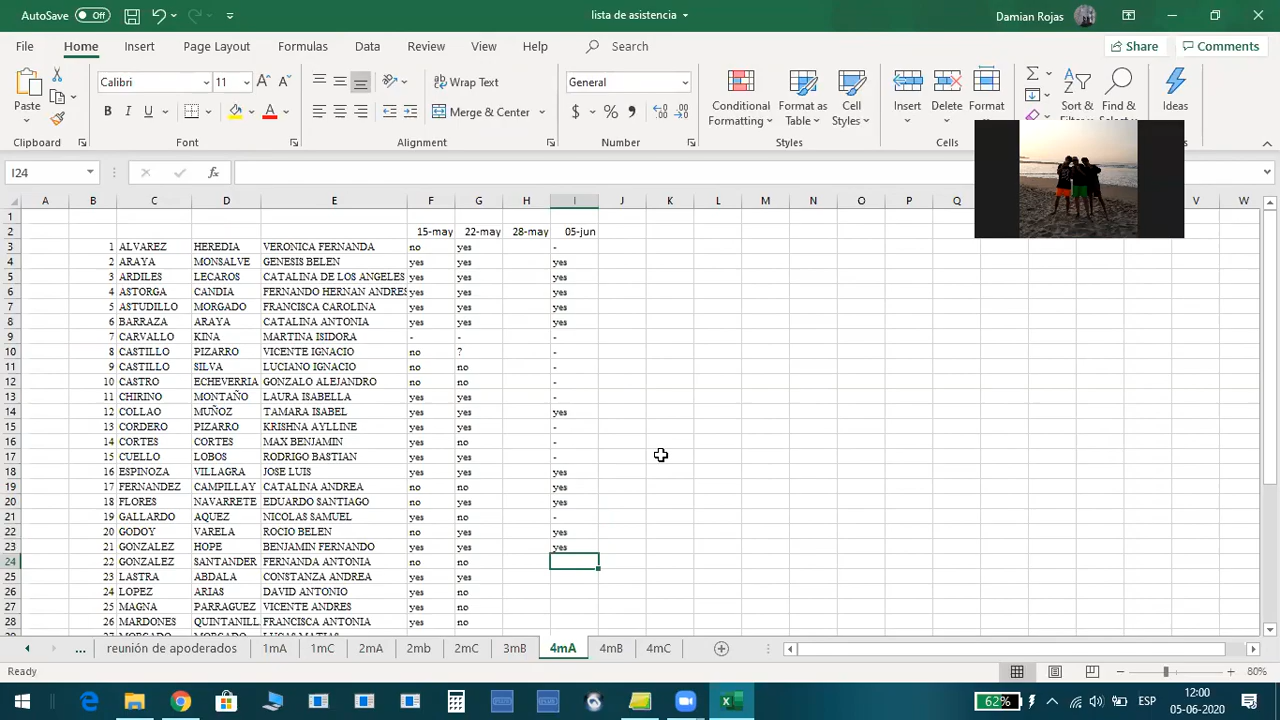 AutoSave Off lista de asistencia Damian Rojas
File Home Insert Page Layout Formulas Data Review View Help Search Share Comments
Paste Calibri 11 Wrap Text General Conditional Formatting Format as Table Cell Styles Insert Delete Format Sort & Find & Ideas
B I U Merge & Center $ %
Clipboard Font Alignment Number Styles Cells
I24 fx
A B C D E F G H I J K L M N O P Q V W
1
2 15-may 22-may 28-may 05-jun
3 1 ALVAREZ HEREDIA VERONICA FERNANDA no yes -
4 2 ARAYA MONSALVE GENESIS BELEN yes yes yes
5 3 ARDILES LECAROS CATALINA DE LOS ANGELES yes yes yes
6 4 ASTORGA CANDIA FERNANDO HERNAN ANDRES yes yes yes
7 5 ASTUDILLO MORGADO FRANCISCA CAROLINA yes yes yes
8 6 BARRAZA ARAYA CATALINA ANTONIA yes yes yes
9 7 CARVALLO KINA MARTINA ISIDORA - - -
10 8 CASTILLO PIZARRO VICENTE IGNACIO no ? -
11 9 CASTILLO SILVA LUCIANO IGNACIO no no -
12 10 CASTRO ECHEVERRIA GONZALO ALEJANDRO no no -
13 11 CHIRINO MONTAÑO LAURA ISABELLA yes yes -
14 12 COLLAO MUÑOZ TAMARA ISABEL yes yes yes
15 13 CORDERO PIZARRO KRISHNA AYLLINE yes yes -
16 14 CORTES CORTES MAX BENJAMIN yes no -
17 15 CUELLO LOBOS RODRIGO BASTIAN yes yes -
18 16 ESPINOZA VILLAGRA JOSE LUIS yes yes yes
19 17 FERNANDEZ CAMPILLAY CATALINA ANDREA no no yes
20 18 FLORES NAVARRETE EDUARDO SANTIAGO no yes yes
21 19 GALLARDO AQUEZ NICOLAS SAMUEL yes no -
22 20 GODOY VARELA ROCIO BELEN no yes yes
23 21 GONZALEZ HOPE BENJAMIN FERNANDO yes yes yes
24 22 GONZALEZ SANTANDER FERNANDA ANTONIA no no
25 23 LASTRA ABDALA CONSTANZA ANDREA yes yes
26 24 LOPEZ ARIAS DAVID ANTONIO yes no
27 25 MAGNA PARRAGUEZ VICENTE ANDRES yes no
28 26 MARDONES QUINTANILL FRANCISCA ANTONIA yes no
... reunión de apoderados 1mA 1mC 2mA 2mb 2mC 3mB 4mA 4mB 4mC
Ready 80%
62% ESP 12:00
05-06-2020